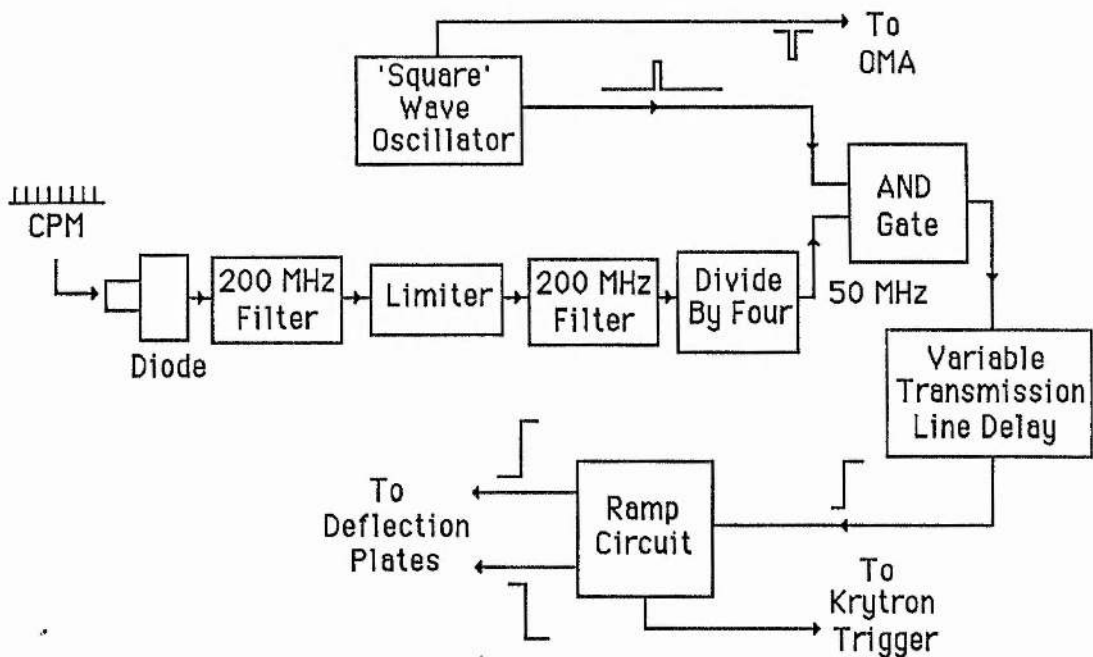 To
OMA
'Square'
Wave
Oscillator
AND
Gate
CPM
200 MHz
Filter
Limiter
200 MHz
Filter
Divide
By Four
50 MHz
Diode
Variable
Transmission
Line Delay
To
Deflection
Plates
Ramp
Circuit
To
Krytron
Trigger